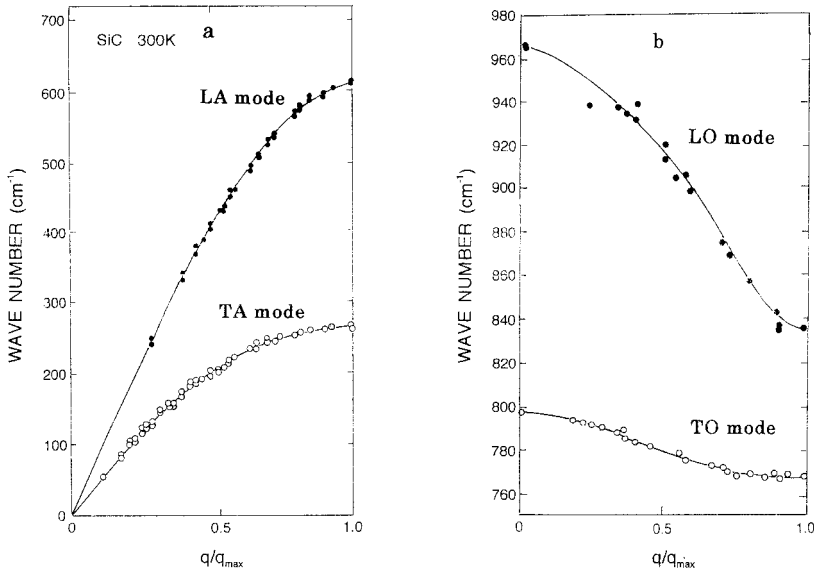 a
SiC 300K
LA mode
TA mode
700
600
500
400
300
200
100
0
WAVE NUMBER (cm⁻¹)
0 0.5 1.0
q/q_max
b
LO mode
TO mode
980
960
940
920
900
880
860
840
820
800
780
760
WAVE NUMBER (cm⁻¹)
0 0.5 1.0
q/q_max